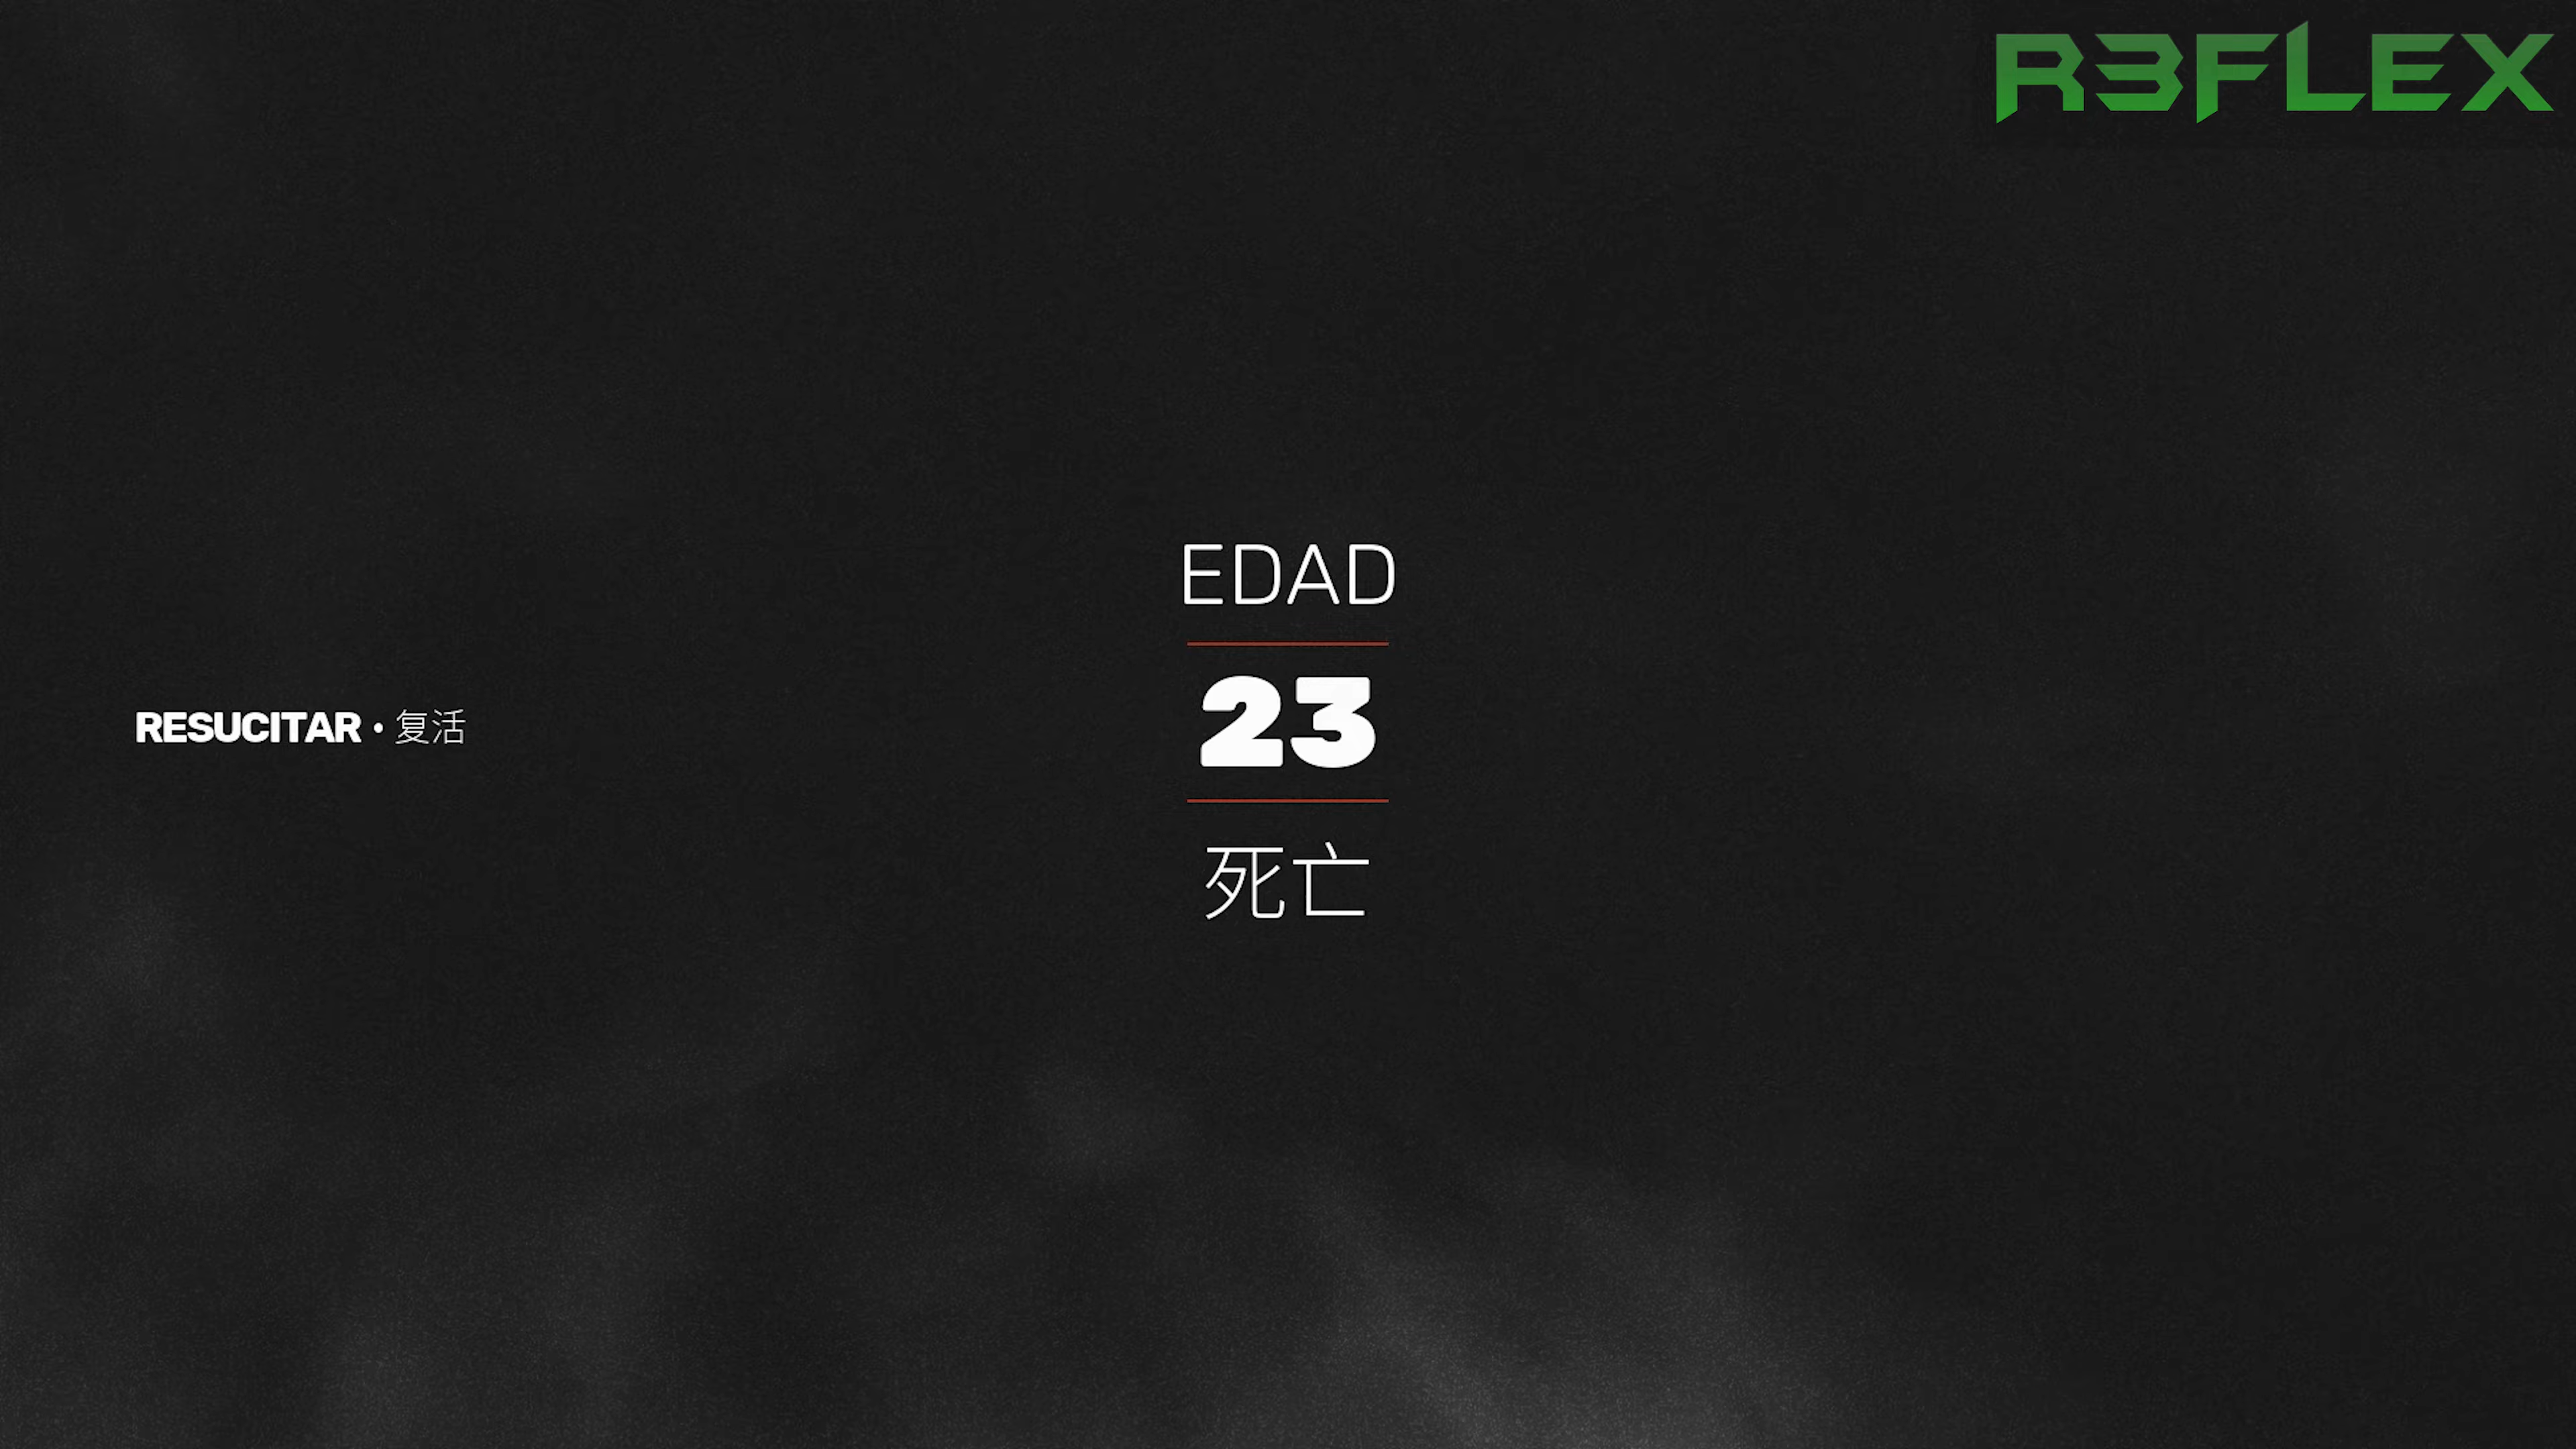 R3FLEX
EDAD
23
死亡
RESUCITAR • 复活